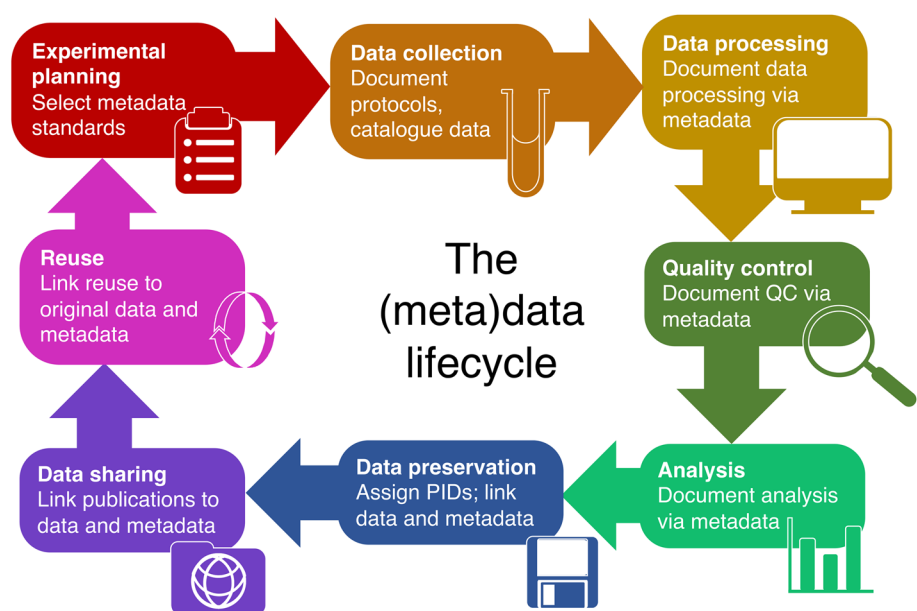 Experimental
planning
Select metadata
standards
Data collection
Document
protocols,
catalogue data
Data processing
Document data
processing via
metadata
Reuse
Link reuse to
original data and
metadata
The
(meta)data
lifecycle
Quality control
Document QC via
metadata
Data sharing
Link publications to
data and metadata
Data preservation
Assign PIDs; link
data and metadata
Analysis
Document analysis
via metadata